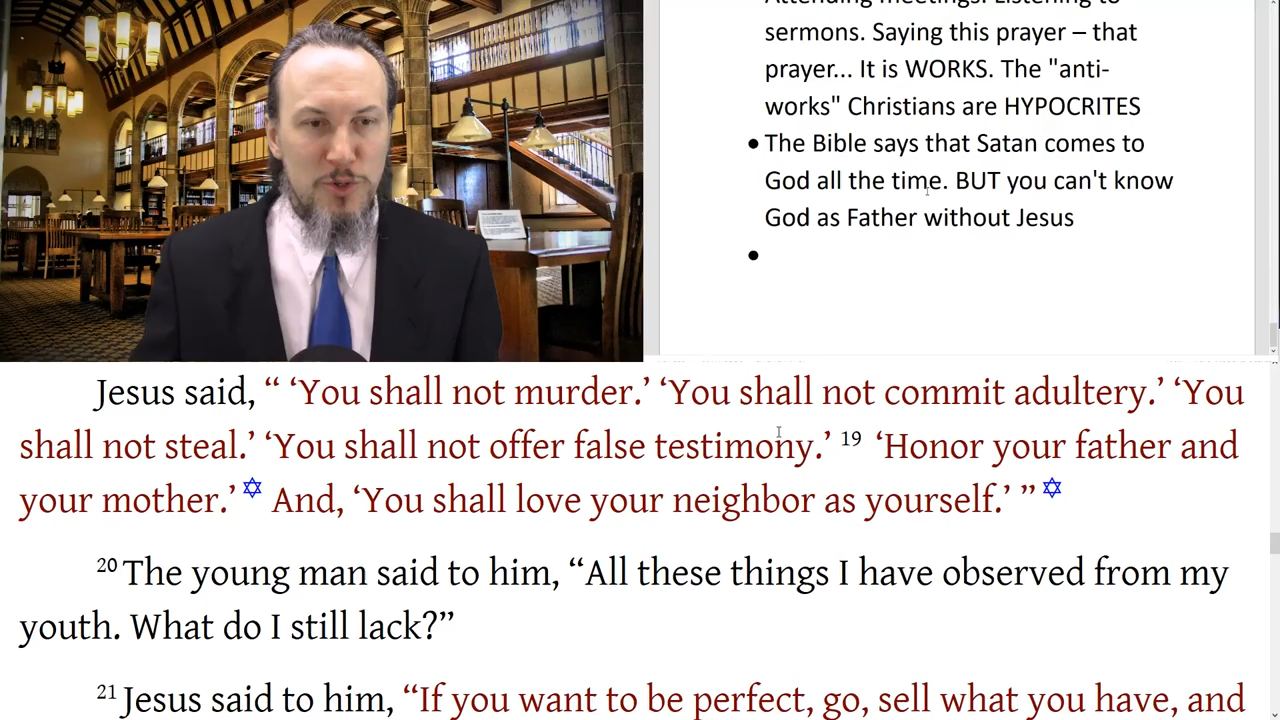 Attending meetings. Listening to
sermons. Saying this prayer – that
prayer... It is WORKS. The "anti-
works" Christians are HYPOCRITES
● The Bible says that Satan comes to
God all the time. BUT you can't know
God as Father without Jesus
●
Jesus said, “ ‘You shall not murder.’ ‘You shall not commit adultery.’ ‘You
shall not steal.’ ‘You shall not offer false testimony.’ 19 ‘Honor your father and
your mother.’✡ And, ‘You shall love your neighbor as yourself.’ ”✡
20 The young man said to him, “All these things I have observed from my
youth. What do I still lack?”
21 Jesus said to him, “If you want to be perfect, go, sell what you have, and